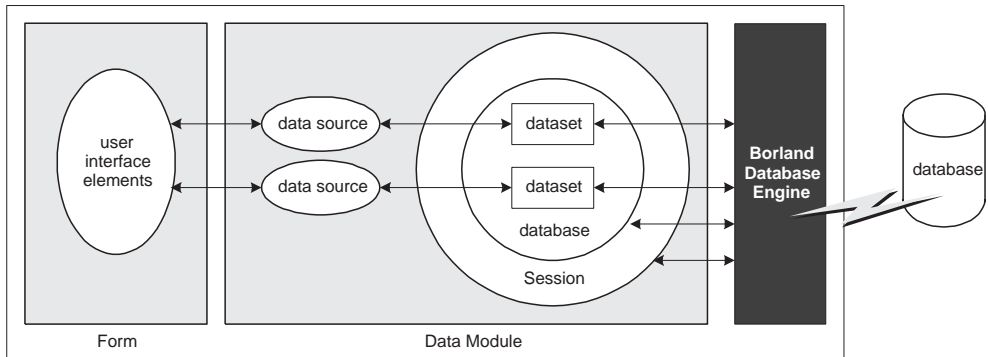 user
interface
elements
data source
data source
dataset
dataset
database
Session
Borland
Database
Engine
database
Form
Data Module